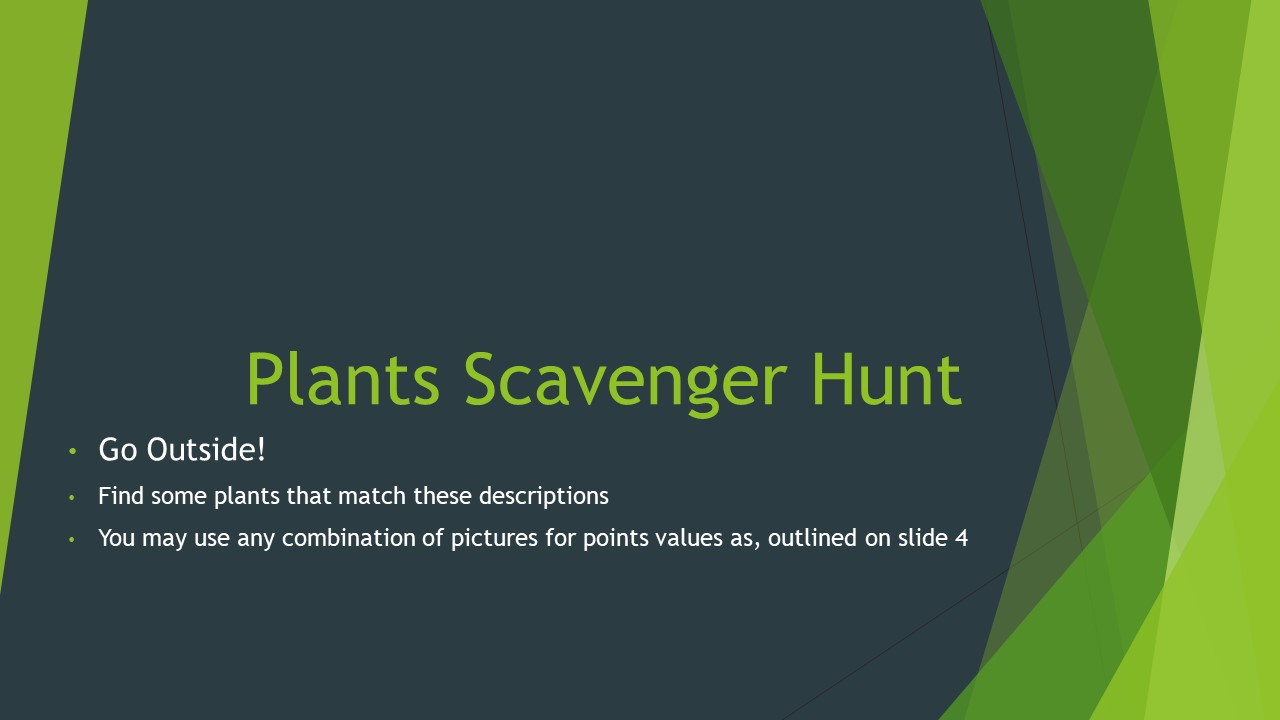 Plants Scavenger Hunt
• Go Outside!
• Find some plants that match these descriptions
• You may use any combination of pictures for points values as, outlined on slide 4